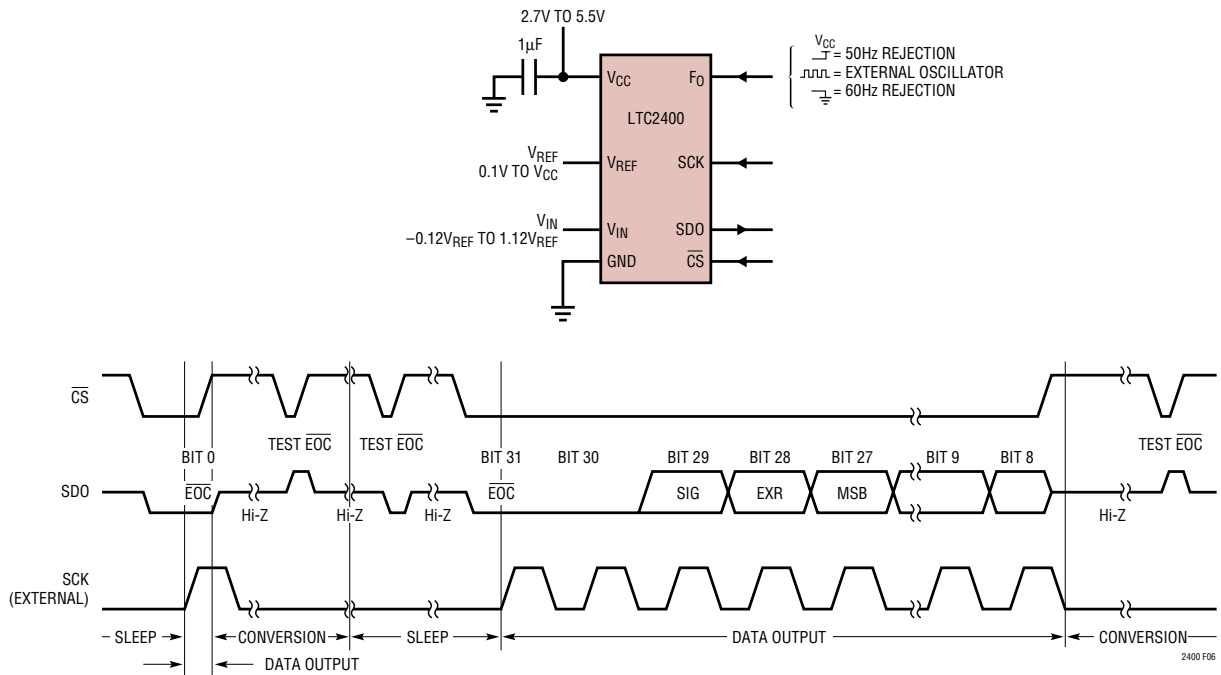 2.7V TO 5.5V
1µF
VCC
VREF
0.1V TO VCC
VREF
VIN
–0.12VREF TO 1.12VREF
VIN
GND
LTC2400
FO
SCK
SDO
CS
VCC
= 50Hz REJECTION
= EXTERNAL OSCILLATOR
= 60Hz REJECTION
CS
TEST EOC
TEST EOC
TEST EOC
BIT 0
BIT 31
BIT 30
BIT 29
BIT 28
BIT 27
BIT 9
BIT 8
SDO
EOC
Hi-Z
Hi-Z
Hi-Z
EOC
SIG
EXR
MSB
Hi-Z
SCK
(EXTERNAL)
SLEEP
CONVERSION
SLEEP
DATA OUTPUT
CONVERSION
DATA OUTPUT
2400 F06